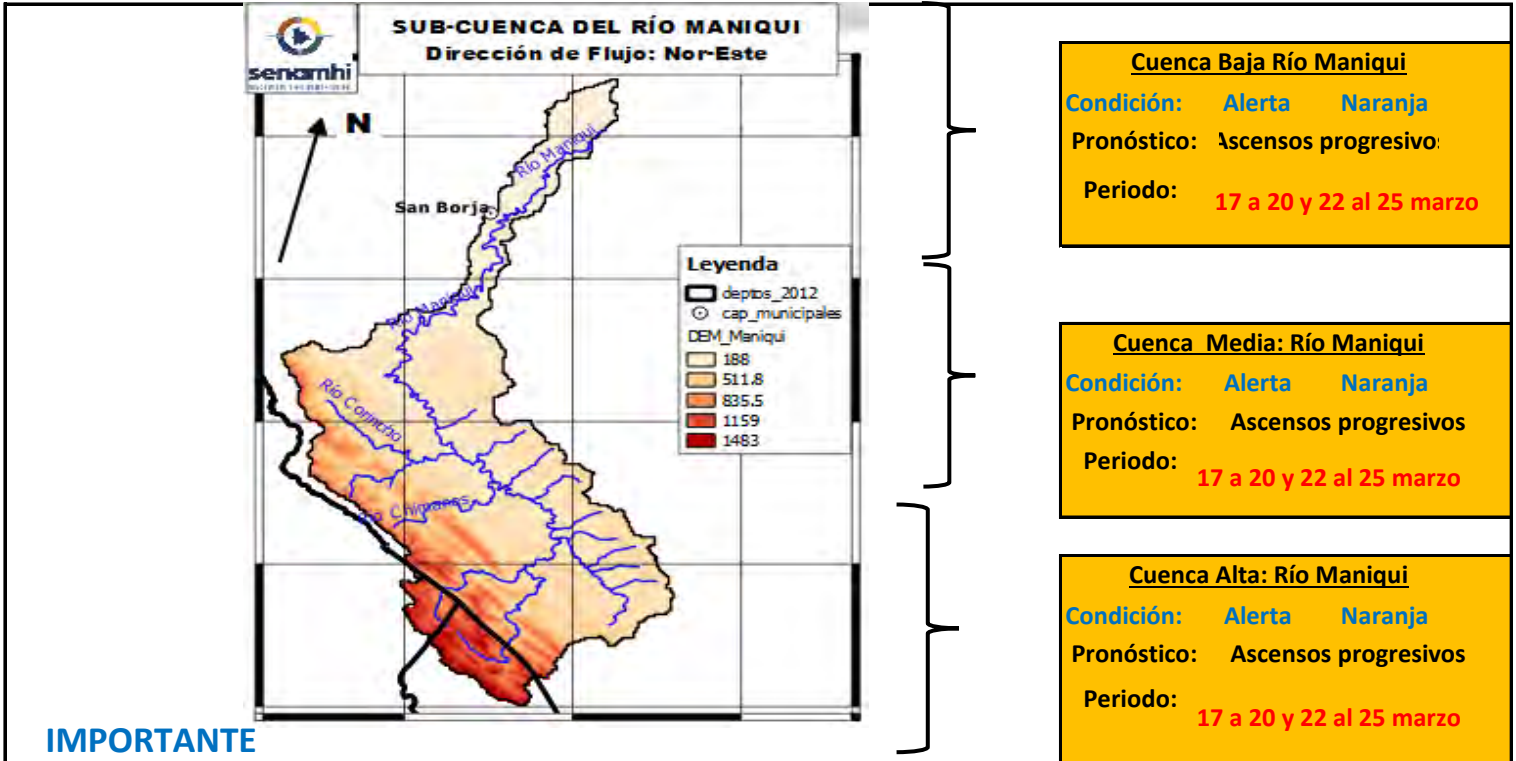 SUB-CUENCA DEL RÍO MANIQUI
Dirección de Flujo: Nor-Este
senamhi
N
Río Maniqui
San Borja
Río Maniqui
Río Chimanes
Leyenda
deptos_2012
cap_municipales
DEM_Maniqui
188
511.8
835.5
1159
1483
Cuenca Baja Río Maniqui
Condición: Alerta Naranja
Pronóstico: Ascensos progresivos
Periodo: 17 a 20 y 22 al 25 marzo
Cuenca Media: Río Maniqui
Condición: Alerta Naranja
Pronóstico: Ascensos progresivos
Periodo: 17 a 20 y 22 al 25 marzo
Cuenca Alta: Río Maniqui
Condición: Alerta Naranja
Pronóstico: Ascensos progresivos
Periodo: 17 a 20 y 22 al 25 marzo
IMPORTANTE